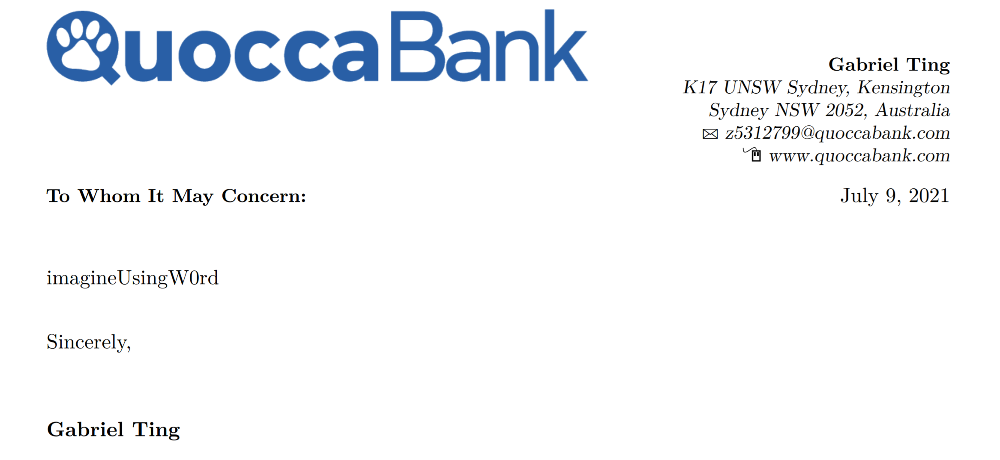 QuoccaBank
Gabriel Ting
K17 UNSW Sydney, Kensington
Sydney NSW 2052, Australia
z5312799@quoccabank.com
www.quoccabank.com
To Whom It May Concern:
July 9, 2021
imagineUsingW0rd
Sincerely,
Gabriel Ting